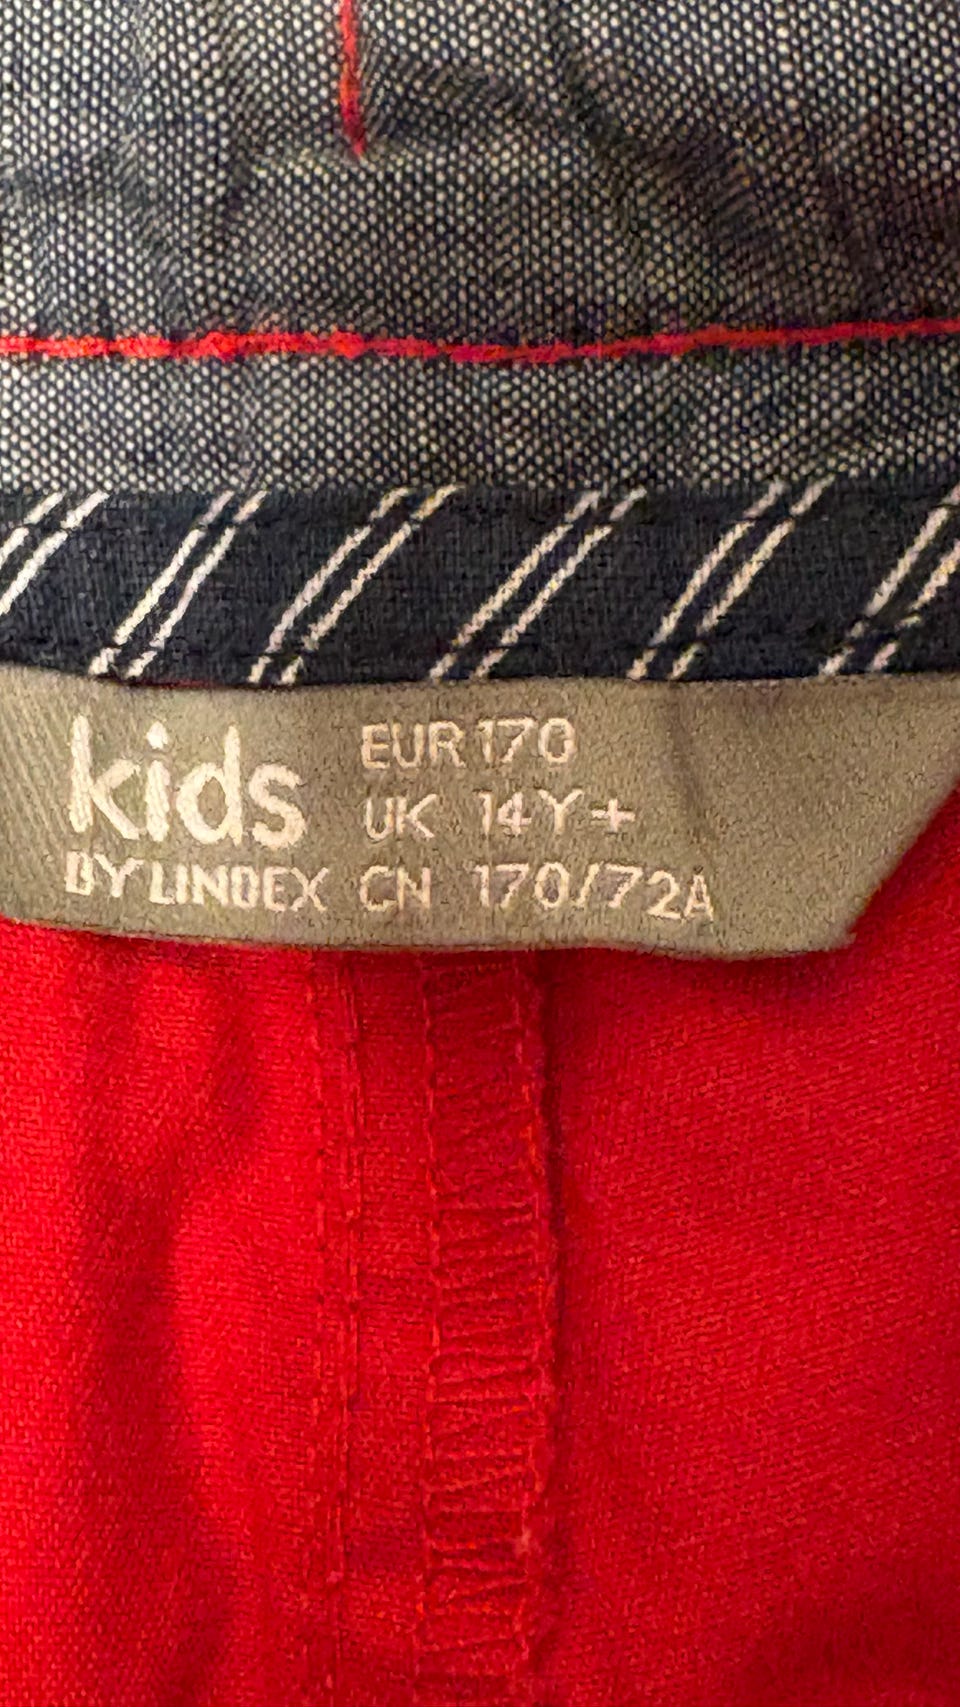 kids
BY LINDEX
EUR 170
UK 14Y+
CN 170/72A